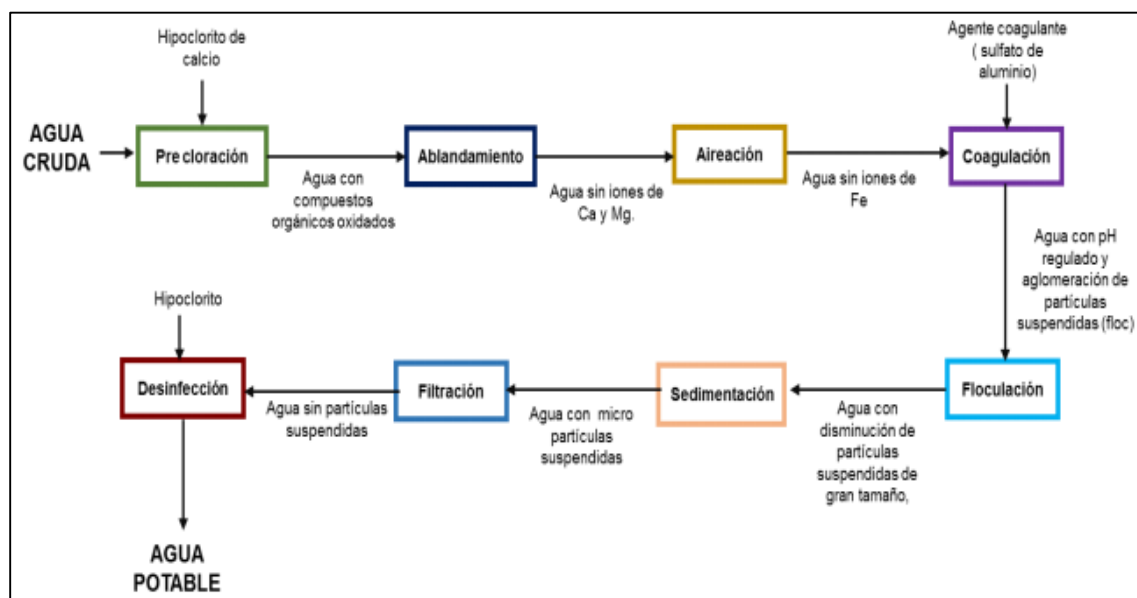 Hipoclorito de
calcio
Agente coagulante
( sulfato de
aluminio)
AGUA
CRUDA
Pre cloración
Ablandamiento
Aireación
Coagulación
Agua con
compuestos
orgánicos oxidados
Agua sin iones de
Ca y Mg.
Agua sin iones de
Fe
Agua con pH
regulado y
aglomeración de
partículas
suspendidas (floc)
Hipoclorito
Desinfección
Filtración
Sedimentación
Floculación
Agua sin partículas
suspendidas
Agua con micro
partículas
suspendidas
Agua con
disminución de
partículas
suspendidas de
gran tamaño,
AGUA
POTABLE